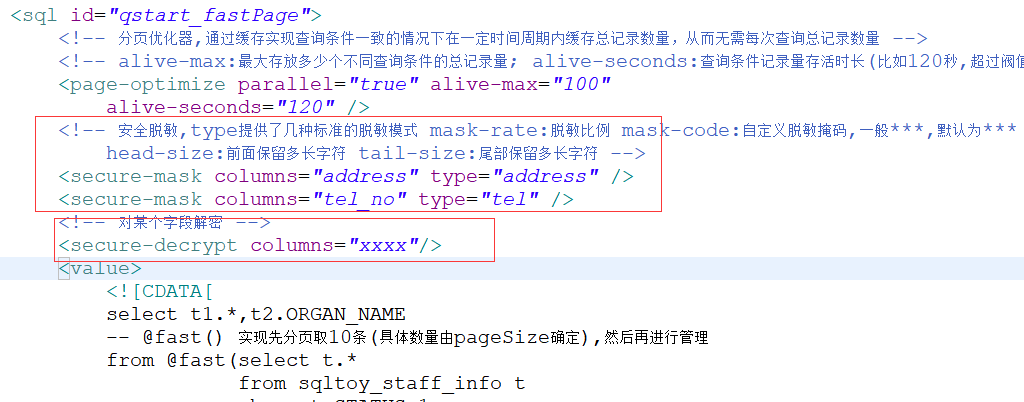 <sql id="qstart_fastPage">
<!-- 分页优化器,通过缓存实现查询条件一致的情况下在一定时间周期内缓存总记录数量，从而无需每次查询总记录数量 -->
<!-- alive-max:最大存放多少个不同查询条件的总记录量; alive-seconds:查询条件记录量存活时长(比如120秒,超过阀值
<page-optimize parallel="true" alive-max="100"
alive-seconds="120" />
<!-- 安全脱敏,type提供了几种标准的脱敏模式 mask-rate:脱敏比例 mask-code:自定义脱敏掩码,一般***,默认为***
head-size:前面保留多长字符 tail-size:尾部保留多长字符 -->
<secure-mask columns="address" type="address" />
<secure-mask columns="tel_no" type="tel" />
<!-- 对某个字段解密 -->
<secure-decrypt columns="xxxx"/>
<value>
<![CDATA[
select t1.*,t2.ORGAN_NAME
-- @fast() 实现先分页取10条(具体数量由pageSize确定),然后再进行管理
from @fast(select t.*
from sqltoy_staff_info t